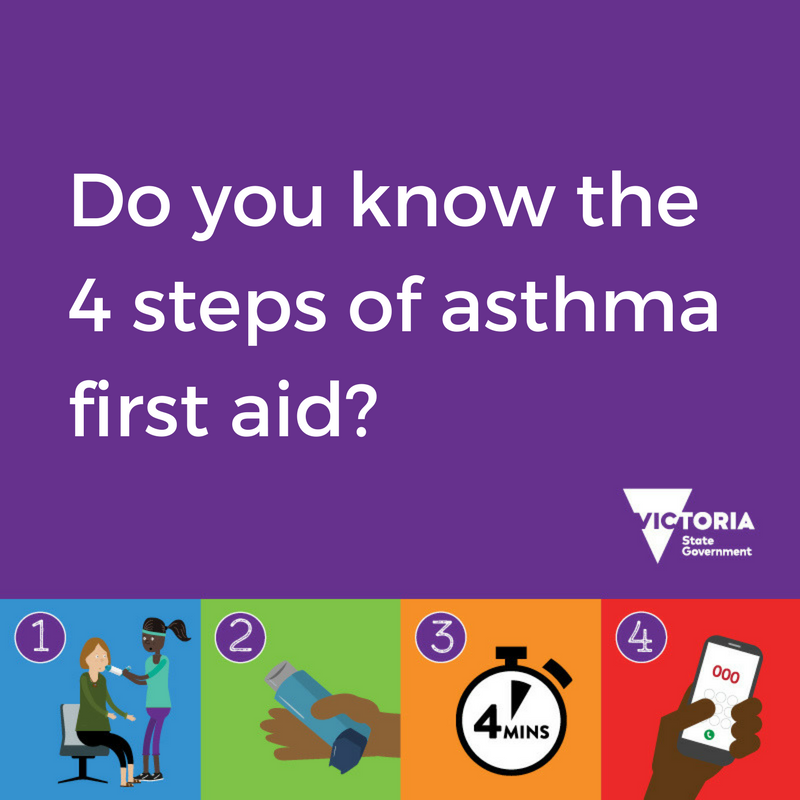 Do you know the
4 steps of asthma
first aid?
VICTORIA
State
Government
1
2
3
4
4 MINS
000